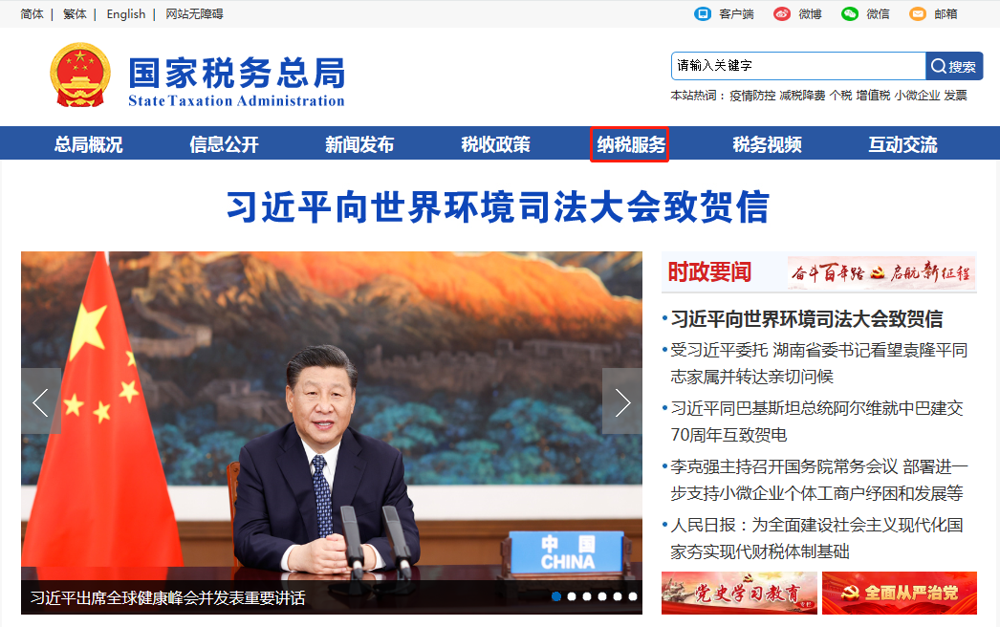 简体 | 繁体 | English | 网站无障碍
客户端 微博 微信 邮箱
国家税务总局
State Taxation Administration
请输入关键字 搜索
本站热词： 疫情防控 减税降费 个税 增值税 小微企业 发票
总局概况 信息公开 新闻发布 税收政策 纳税服务 税务视频 互动交流
习近平向世界环境司法大会致贺信
中国
CHINA
习近平出席全球健康峰会并发表重要讲话
时政要闻 奋斗百年路 启航新征程
习近平向世界环境司法大会致贺信
受习近平委托 湖南省委书记看望袁隆平同
志家属并转达亲切问候
习近平同巴基斯坦总统阿尔维就中巴建交
70周年互致贺电
李克强主持召开国务院常务会议 部署进一
步支持小微企业个体工商户纾困和发展等
人民日报：为全面建设社会主义现代化国
家夯实现代财税体制基础
党史学习教育 专栏
全面从严治党